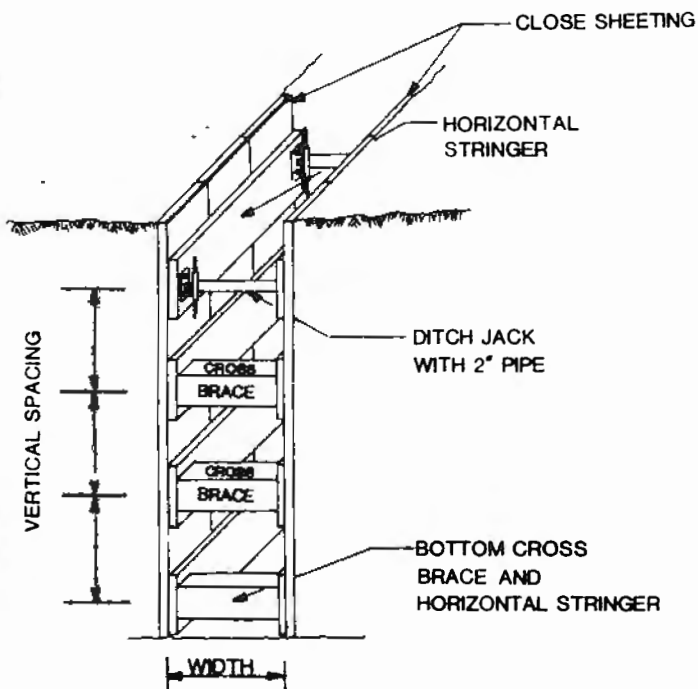 CLOSE SHEETING
HORIZONTAL
STRINGER
DITCH JACK
WITH 2" PIPE
VERTICAL SPACING
CROSS
BRACE
CROSS
BRACE
BOTTOM CROSS
BRACE AND
HORIZONTAL STRINGER
WIDTH